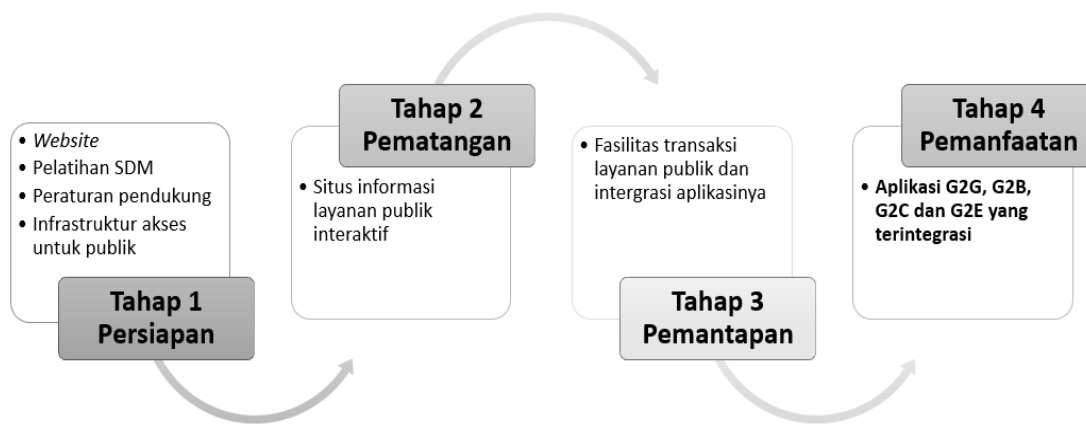 • Website
• Pelatihan SDM
• Peraturan pendukung
• Infrastruktur akses
untuk publik
Tahap 1
Persiapan
Tahap 2
Pematangan
• Situs informasi
layanan publik
interaktif
• Fasilitas transaksi
layanan publik dan
intergrasi aplikasinya
Tahap 3
Pemantapan
Tahap 4
Pemanfaatan
• Aplikasi G2G, G2B,
G2C dan G2E yang
terintegrasi